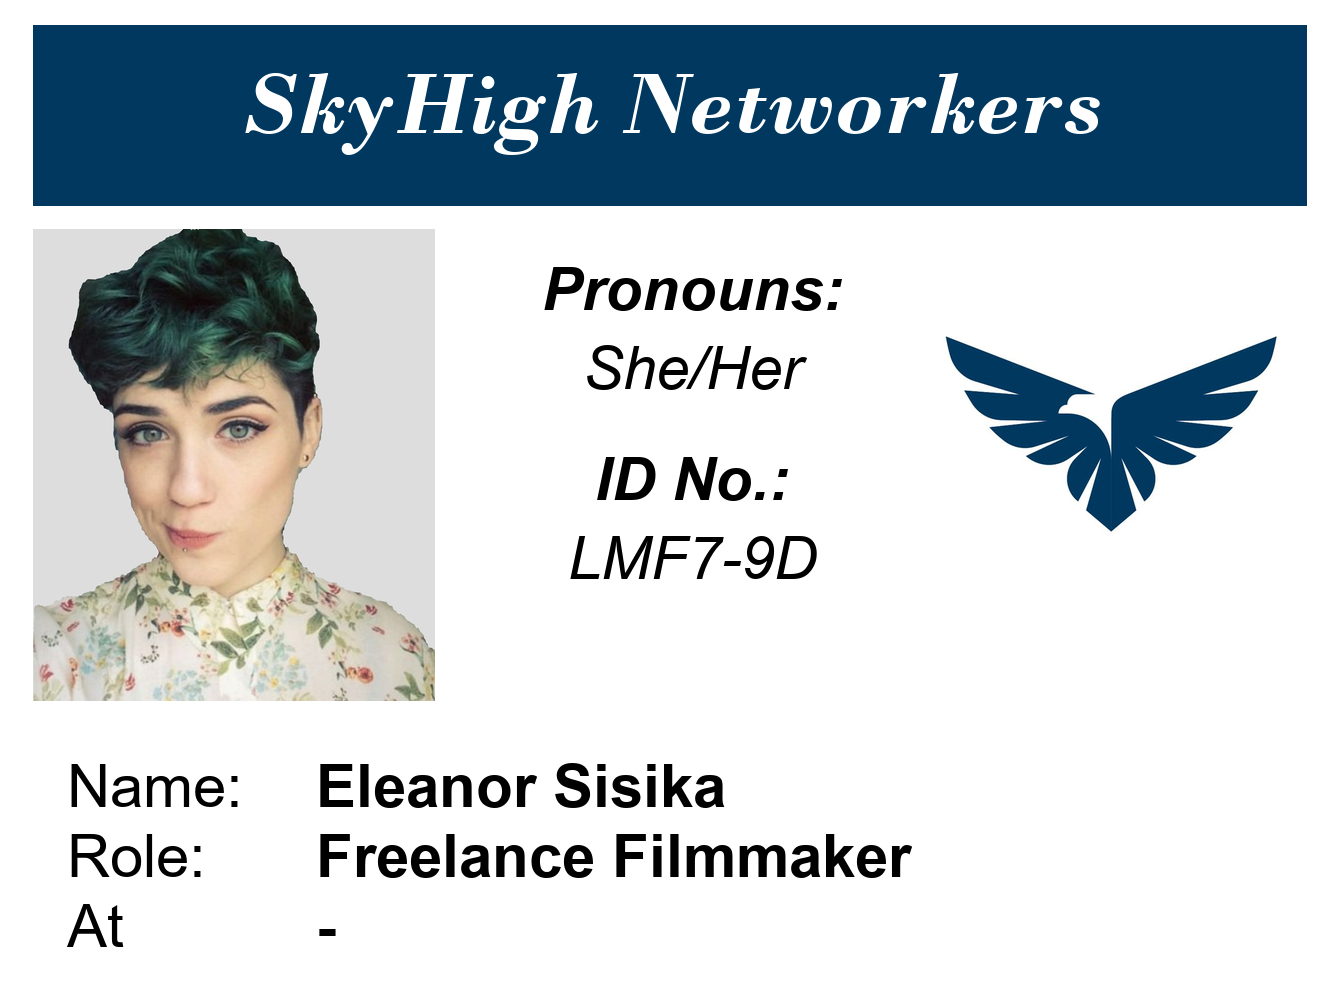 SkyHigh Networkers
Pronouns:
She/Her
ID No.:
LMF7-9D
Name: Eleanor Sisika
Role: Freelance Filmmaker
At -